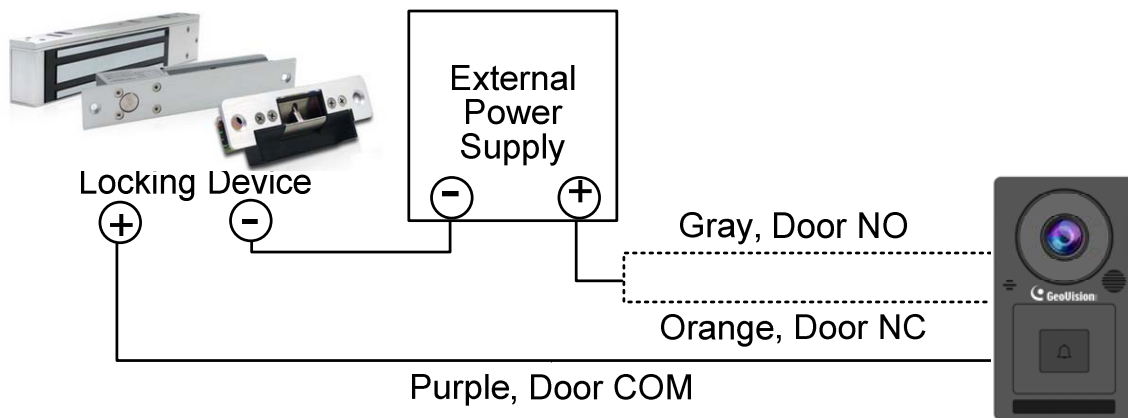 External
Power
Supply
Locking Device
+
-
-
+
Gray, Door NO
GeoVision
Orange, Door NC
Purple, Door COM